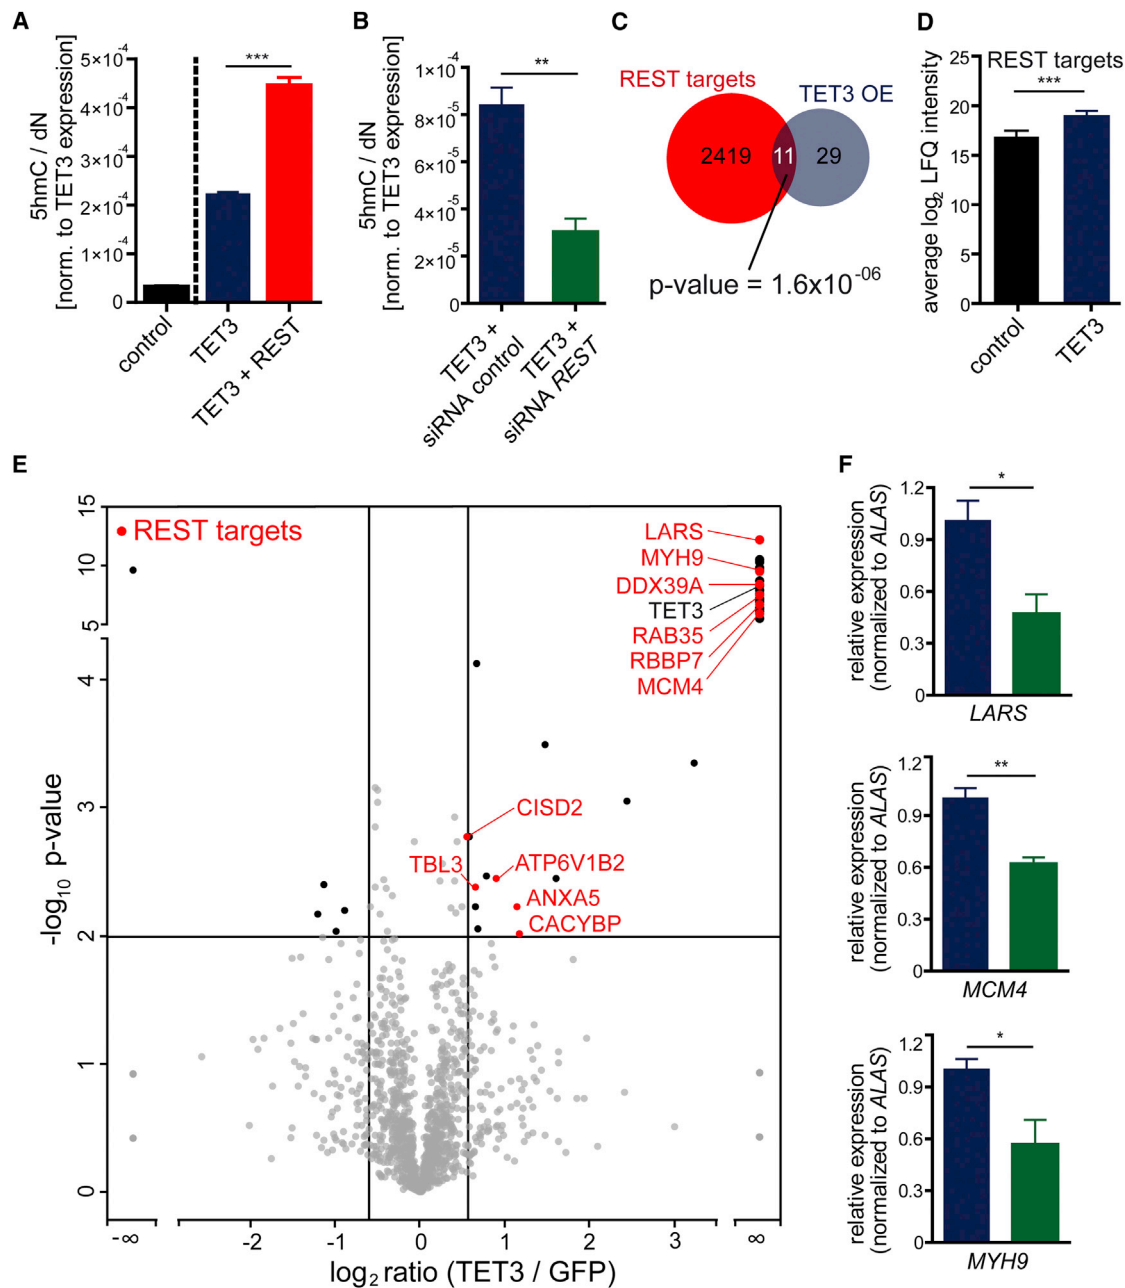 A
5hmC / dN
[norm. to TET3 expression]
5×10⁻⁴
4×10⁻⁴
3×10⁻⁴
2×10⁻⁴
1×10⁻⁴
0
***
control
TET3
TET3 + REST
B
5hmC / dN
[norm. to TET3 expression]
1×10⁻⁴
8×10⁻⁵
6×10⁻⁵
4×10⁻⁵
2×10⁻⁵
0
**
TET3 +
siRNA control
TET3 +
siRNA REST
C
REST targets
TET3 OE
2419
11
29
p-value = 1.6x10⁻⁰⁶
D
average log₂ LFQ intensity
25
20
15
10
5
0
REST targets
***
control
TET3
E
-log₁₀ p-value
15
10
5
4
3
2
1
0
REST targets
LARS
MYH9
DDX39A
TET3
RAB35
RBBP7
MCM4
CISD2
TBL3
ATP6V1B2
ANXA5
CACYBP
-∞
-2
-1
0
1
2
3
∞
log₂ ratio (TET3 / GFP)
F
relative expression
(normalized to ALAS)
1.2
0.9
0.6
0.3
0
*
LARS
relative expression
(normalized to ALAS)
1.2
0.9
0.6
0.3
0
**
MCM4
relative expression
(normalized to ALAS)
1.2
0.9
0.6
0.3
0
*
MYH9